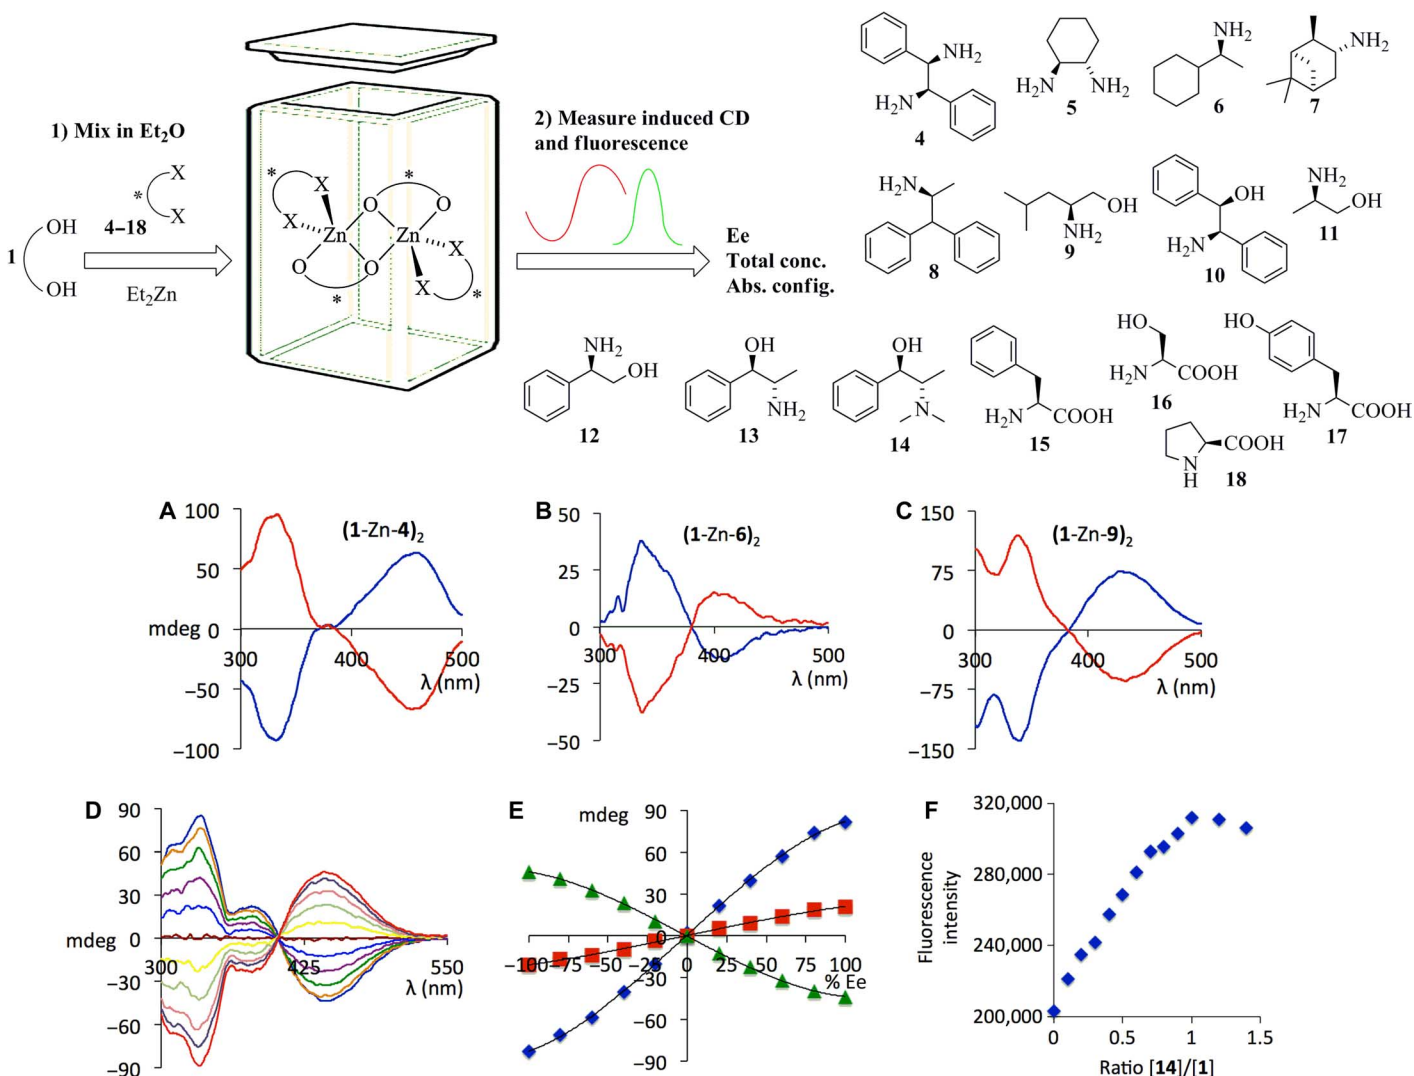 1) Mix in Et₂O
X
*
X
4–18
1
OH
OH
Et₂Zn
* X X Zn O O * O Zn O X X * *
2) Measure induced CD
and fluorescence
Ee
Total conc.
Abs. config.
NH₂
H₂N
4
H₂N
NH₂
5
NH₂
6
NH₂
7
H₂N
8
OH
NH₂
9
OH
H₂N
10
NH₂
OH
11
NH₂
OH
12
OH
NH₂
13
OH
N
14
H₂N
COOH
15
HO
H₂N
COOH
16
HO
H₂N
COOH
17
N
H
COOH
18
A
(1-Zn-4)₂
100
50
mdeg 0
−50
−100
300 400 500
λ (nm)
B
(1-Zn-6)₂
50
25
0
−25
−50
300 400 500
λ (nm)
C
(1-Zn-9)₂
150
75
0
−75
−150
300 400 500
λ (nm)
D
90
60
30
mdeg 0
−30
−60
−90
300 425 550
λ (nm)
E
mdeg
90
60
30
0
−30
−60
−90
−100 −75 −50 −25 0 25 50 75 100
% Ee
F
Fluorescence
intensity
320,000
280,000
240,000
200,000
0 0.5 1 1.5
Ratio [14]/[1]